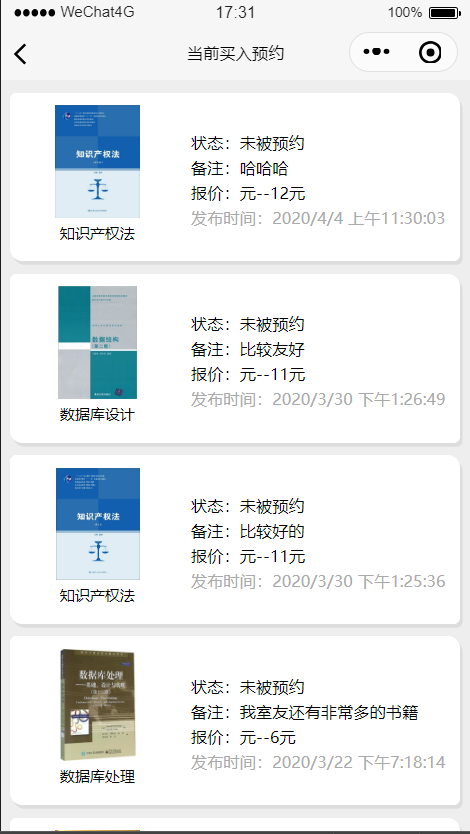 WeChat4G 17:31 100%
当前买入预约
知识产权法
状态：未被预约
备注：哈哈哈
报价：元--12元
发布时间：2020/4/4 上午11:30:03
知识产权法
数据结构
状态：未被预约
备注：比较友好
报价：元--11元
发布时间：2020/3/30 下午1:26:49
数据库设计
知识产权法
状态：未被预约
备注：比较好的
报价：元--11元
发布时间：2020/3/30 下午1:25:36
知识产权法
数据库处理
状态：未被预约
备注：我室友还有非常多的书籍
报价：元--6元
发布时间：2020/3/22 下午7:18:14
数据库处理